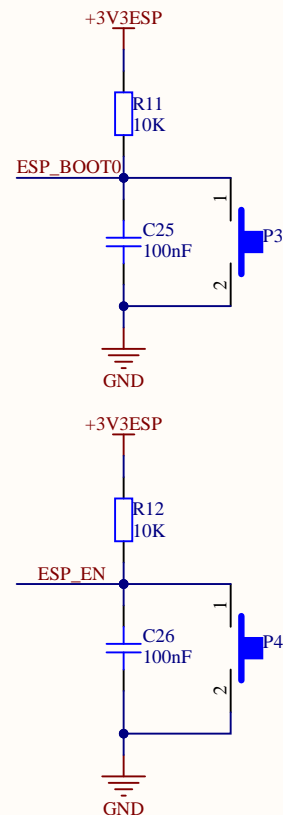 +3V3ESP
R11
10K
ESP_BOOT0
1
C25
100nF
P3
2
GND
+3V3ESP
R12
10K
ESP_EN
1
C26
100nF
P4
2
GND